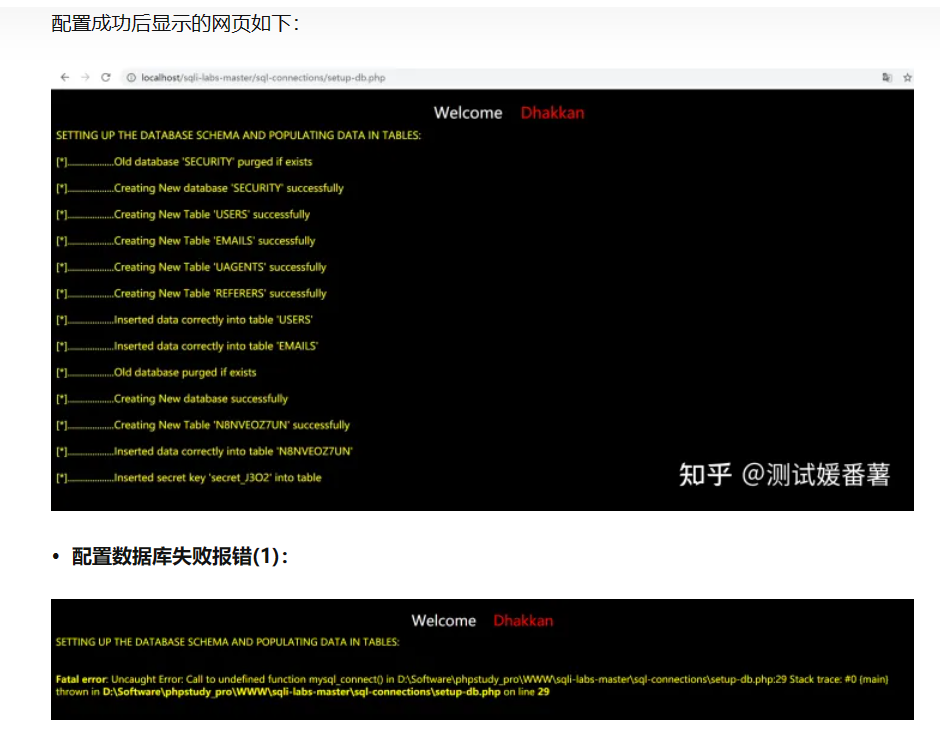 配置成功后显示的网页如下：
localhost/sqli-labs-master/sql-connections/setup-db.php
Welcome Dhakkan
SETTING UP THE DATABASE SCHEMA AND POPULATING DATA IN TABLES:
[*]...................Old database 'SECURITY' purged if exists
[*]...................Creating New database 'SECURITY' successfully
[*]...................Creating New Table 'USERS' successfully
[*]...................Creating New Table 'EMAILS' successfully
[*]...................Creating New Table 'UAGENTS' successfully
[*]...................Creating New Table 'REFERERS' successfully
[*]...................Inserted data correctly into table 'USERS'
[*]...................Inserted data correctly into table 'EMAILS'
[*]...................Old database purged if exists
[*]...................Creating New database successfully
[*]...................Creating New Table 'N8NVEOZ7UN' successfully
[*]...................Inserted data correctly into table 'N8NVEOZ7UN'
[*]...................Inserted secret key 'secret_J3O2' into table
知乎 @测试媛番薯
• 配置数据库失败报错(1)：
Welcome Dhakkan
SETTING UP THE DATABASE SCHEMA AND POPULATING DATA IN TABLES:
Fatal error: Uncaught Error: Call to undefined function mysql_connect() in D:\Software\phpstudy_pro\WWW\sqli-labs-master\sql-connections\setup-db.php:29 Stack trace: #0 {main}
thrown in D:\Software\phpstudy_pro\WWW\sqli-labs-master\sql-connections\setup-db.php on line 29